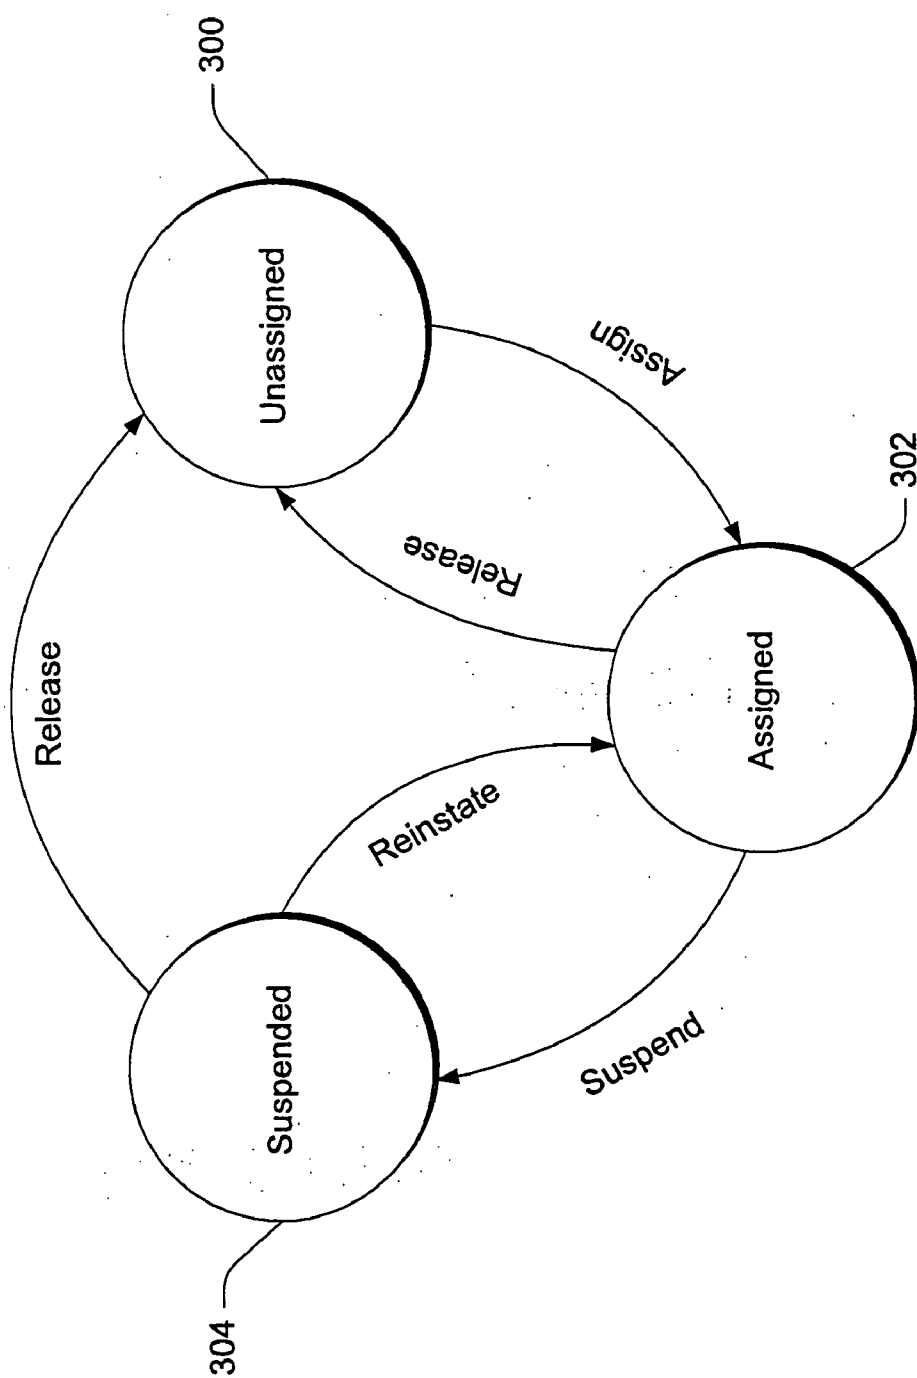 Release
304
Suspended
Unassigned
300
Reinstate
Release
Suspend
Assign
Assigned
302